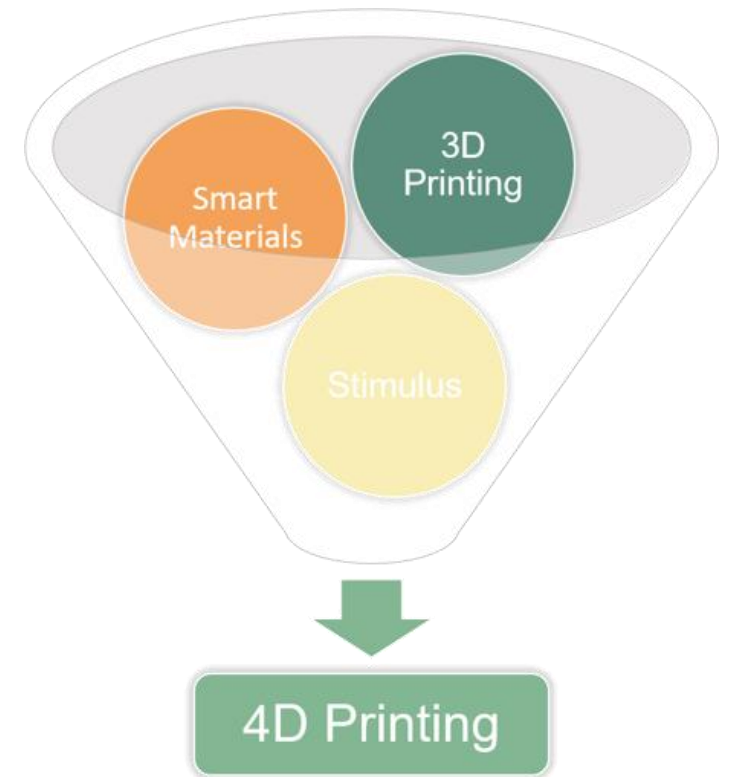 3D
Printing
Smart
Materials
Stimulus
4D Printing